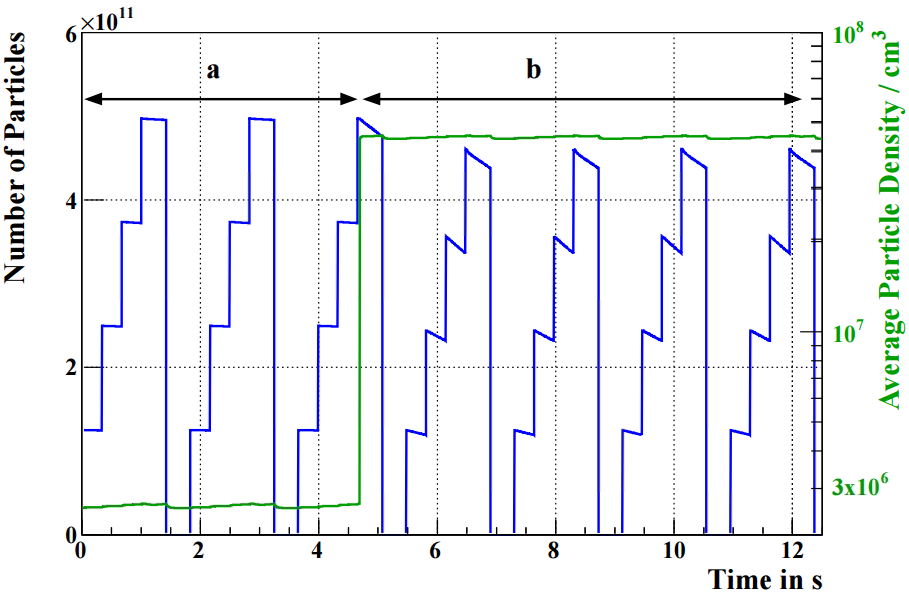 ×10¹¹
Number of Particles
6
4
2
0
a
b
10⁸
10⁷
3x10⁶
Average Particle Density / cm³
0
2
4
6
8
10
12
Time in s